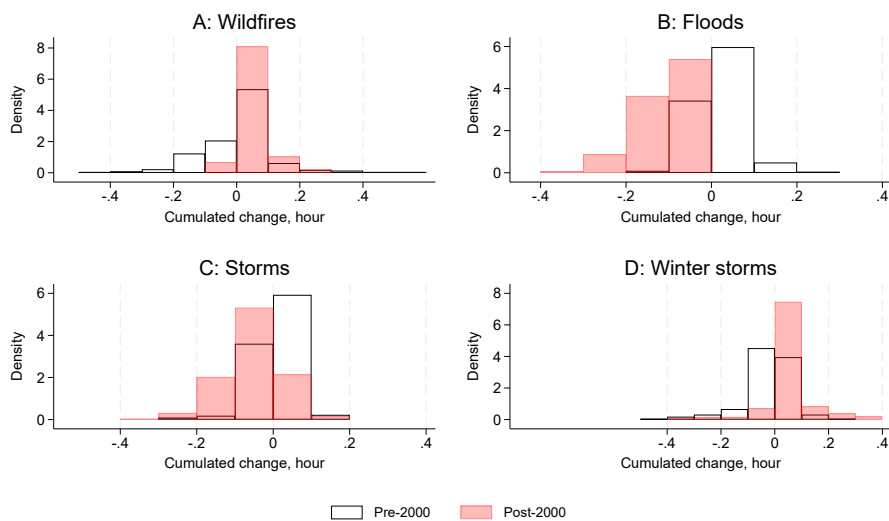 A: Wildfires
Density
8
6
4
2
0
-.4 -.2 0 .2 .4
Cumulated change, hour
B: Floods
Density
6
4
2
0
-.4 -.2 0 .2 .4
Cumulated change, hour
C: Storms
Density
6
4
2
0
-.4 -.2 0 .2 .4
Cumulated change, hour
D: Winter storms
Density
8
6
4
2
0
-.4 -.2 0 .2 .4
Cumulated change, hour
Pre-2000 Post-2000